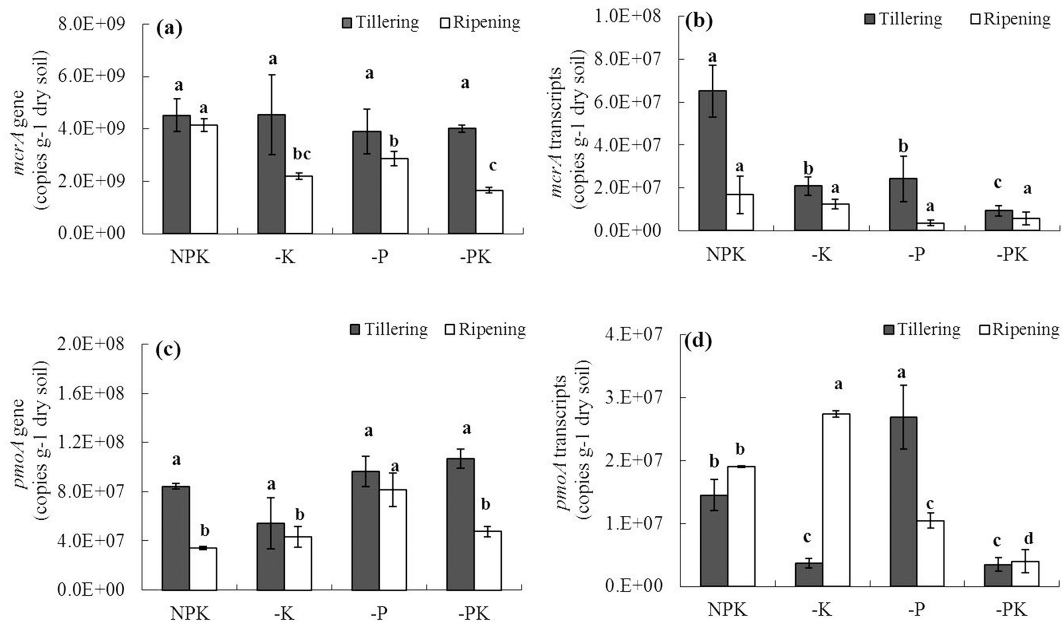 (a)
Tillering Ripening
8.0E+09
6.0E+09
4.0E+09
2.0E+09
0.0E+00
mcrA gene
(copies g-1 dry soil)
a a a bc a b a c
NPK -K -P -PK
(b)
Tillering Ripening
1.0E+08
8.0E+07
6.0E+07
4.0E+07
2.0E+07
0.0E+00
mcrA transcripts
(copies g-1 dry soil)
a a b a b a c a
NPK -K -P -PK
(c)
Tillering Ripening
2.0E+08
1.6E+08
1.2E+08
8.0E+07
4.0E+07
0.0E+00
pmoA gene
(copies g-1 dry soil)
a b a b a a a b
NPK -K -P -PK
(d)
Tillering Ripening
4.E+07
3.E+07
2.E+07
1.E+07
0.E+00
pmoA transcripts
(copies g-1 dry soil)
b b c a a c c d
NPK -K -P -PK